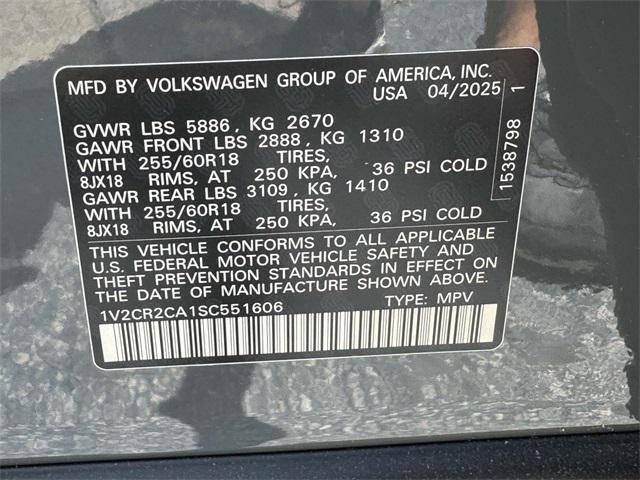 MFD BY VOLKSWAGEN GROUP OF AMERICA, INC.
USA 04/2025
GVWR LBS 5886, KG 2670
GAWR FRONT LBS 2888, KG 1310
WITH 255/60R18 TIRES,
8JX18 RIMS, AT 250 KPA, 36 PSI COLD
GAWR REAR LBS 3109, KG 1410
WITH 255/60R18 TIRES,
8JX18 RIMS, AT 250 KPA, 36 PSI COLD
THIS VEHICLE CONFORMS TO ALL APPLICABLE
U.S. FEDERAL MOTOR VEHICLE SAFETY AND
THEFT PREVENTION STANDARDS IN EFFECT ON
THE DATE OF MANUFACTURE SHOWN ABOVE.
1V2CR2CA1SC551606 TYPE: MPV
1538798 1